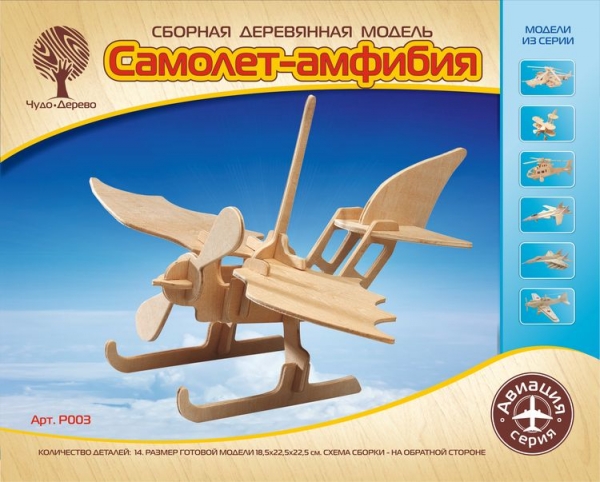 СБОРНАЯ ДЕРЕВЯННАЯ МОДЕЛЬ
Самолет-амфибия
Чудо-Дерево
МОДЕЛИ
ИЗ СЕРИИ
Арт. P003
Авиация
серия
КОЛИЧЕСТВО ДЕТАЛЕЙ: 14. РАЗМЕР ГОТОВОЙ МОДЕЛИ 18,5х22,5х22,5 см. СХЕМА СБОРКИ - НА ОБРАТНОЙ СТОРОНЕ